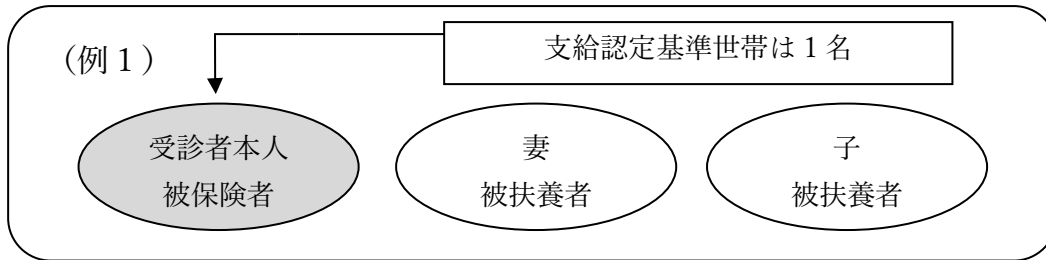 (例１)
支給認定基準世帯は１名
受診者本人
被保険者
妻
被扶養者
子
被扶養者